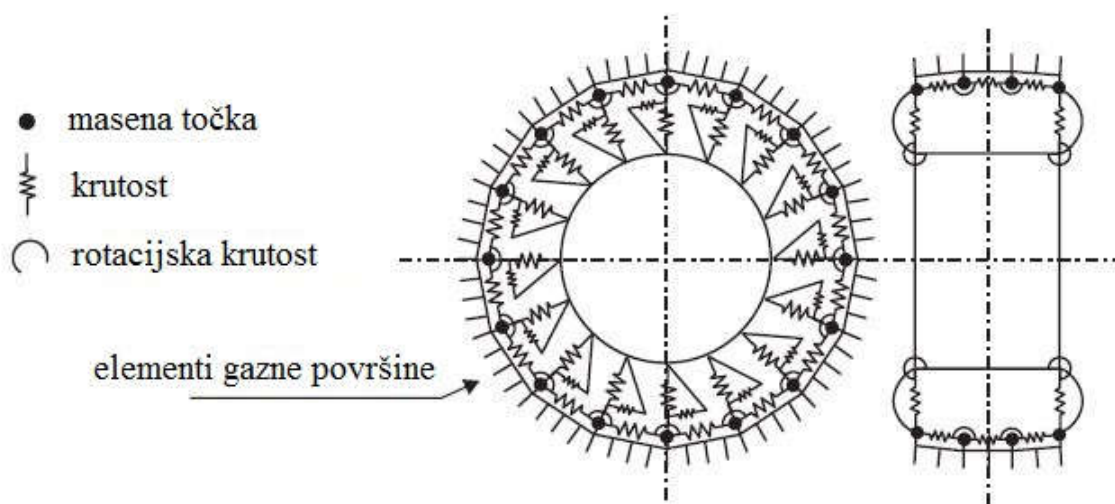 masena točka
krutost
rotacijska krutost
elementi gazne površine